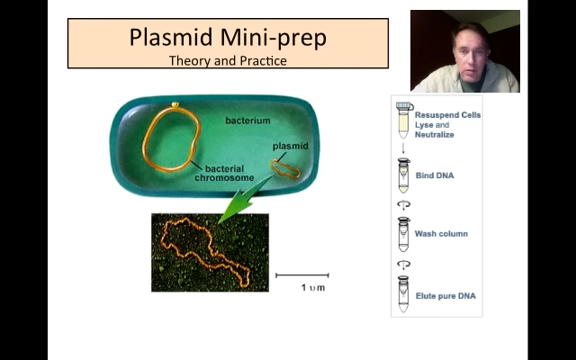 Plasmid Mini-prep
Theory and Practice
bacterium
plasmid
bacterial
chromosome
1 υm
Resuspend Cells
Lyse and
Neutralize
Bind DNA
Wash column
Elute pure DNA